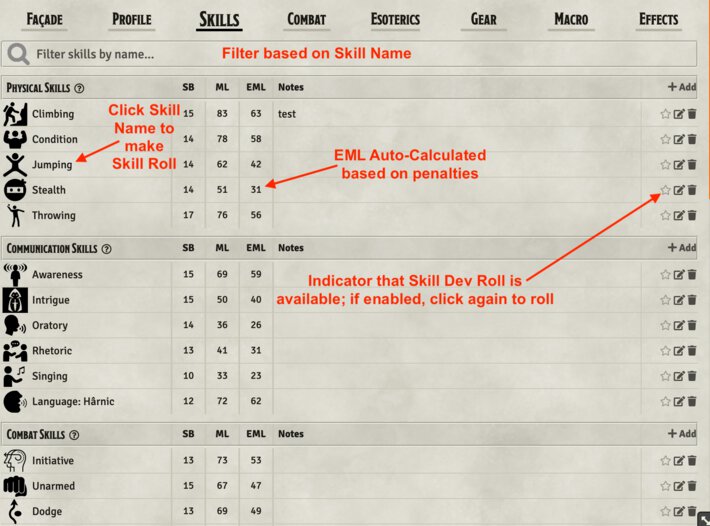 Façade Profile Skills Combat Esoterics Gear Macro Effects
Filter skills by name... Filter based on Skill Name
Physical Skills ? SB ML EML Notes + Add
Climbing 15 83 63 test
Condition 14 78 58
Jumping 14 62 42
Stealth 14 51 31
Throwing 17 76 56
Click Skill
Name to
make
Skill Roll
EML Auto-Calculated
based on penalties
Communication Skills ? SB ML EML Notes + Add
Awareness 15 69 59
Intrigue 15 50 40
Oratory 14 36 26
Rhetoric 13 41 31
Singing 10 33 23
Language: Hârnic 12 72 62
Indicator that Skill Dev Roll is
available; if enabled, click again to roll
Combat Skills ? SB ML EML Notes + Add
Initiative 13 73 53
Unarmed 15 67 47
Dodge 13 69 49